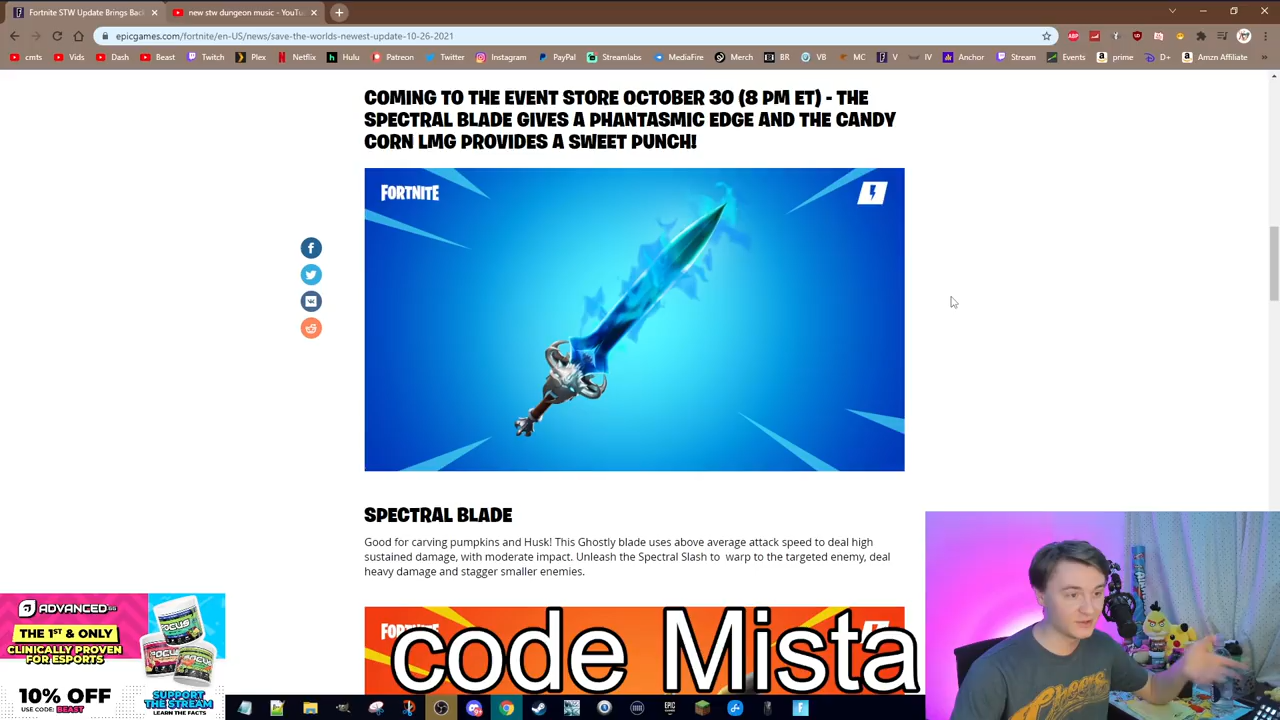 Fortnite STW Update Brings Bac
new stw dungeon music - YouTu
epicgames.com/fortnite/en-US/news/save-the-worlds-newest-update-10-26-2021
cmts
Vids
Dash
Beast
Twitch
Plex
Netflix
Hulu
Patreon
Twitter
Instagram
PayPal
Streamlabs
MediaFire
Merch
BR
VB
MC
V
IV
Anchor
Stream
Events
prime
D+
Amzn Affiliate
COMING TO THE EVENT STORE OCTOBER 30 (8 PM ET) - THE
SPECTRAL BLADE GIVES A PHANTASMIC EDGE AND THE CANDY
CORN LMG PROVIDES A SWEET PUNCH!
FORTNITE
SPECTRAL BLADE
Good for carving pumpkins and Husk! This Ghostly blade uses above average attack speed to deal high
sustained damage, with moderate impact. Unleash the Spectral Slash to warp to the targeted enemy, deal
heavy damage and stagger smaller enemies.
code Mista
ADVANCED.GG
THE 1ST & ONLY
CLINICALLY PROVEN
FOR ESPORTS
FOCUS
10% OFF
USE CODE: BEAST
SUPPORT
THE STREAM
LEARN THE FACTS